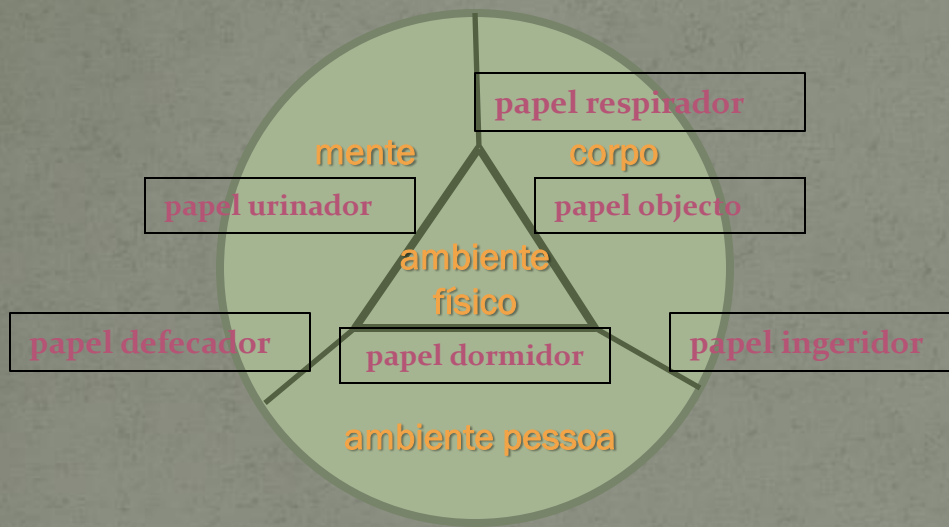 papel respirador
mente
corpo
papel urinador
papel objecto
ambiente
físico
papel defecador
papel dormidor
papel ingeridor
ambiente pessoa